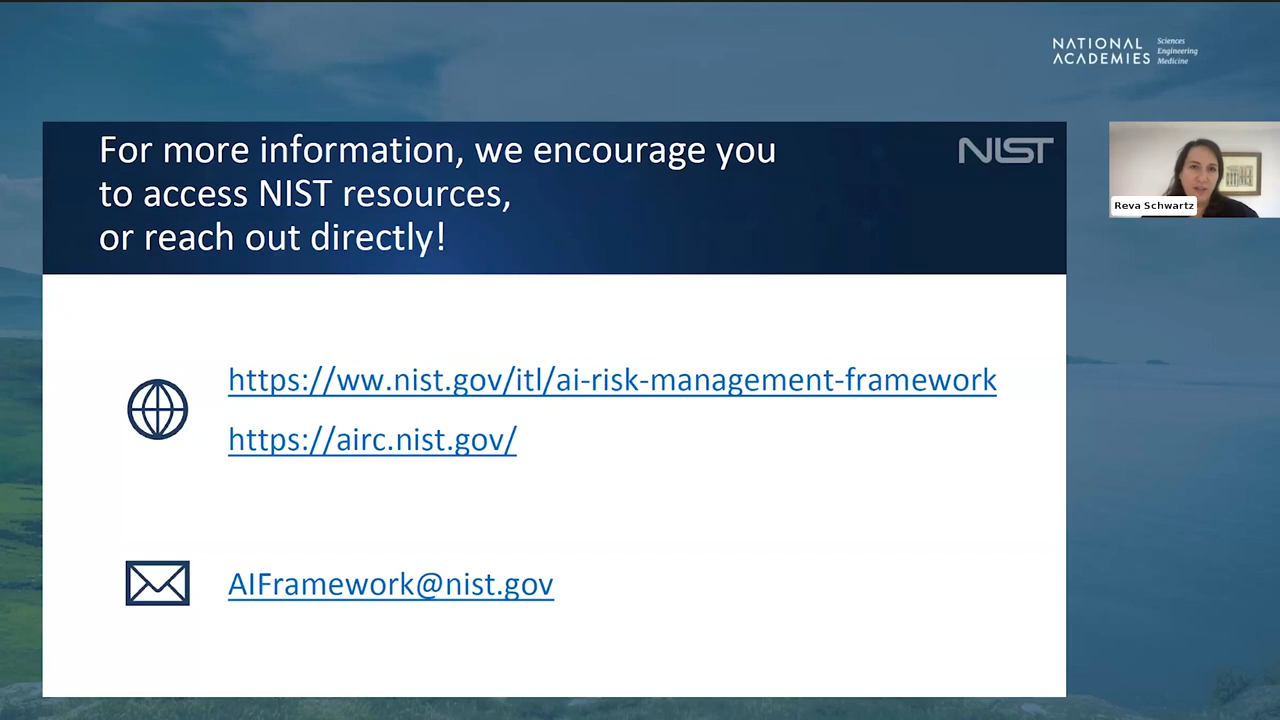 NATIONAL
ACADEMIES
Sciences
Engineering
Medicine
For more information, we encourage you
to access NIST resources,
or reach out directly!
NIST
Reva Schwartz
https://ww.nist.gov/itl/ai-risk-management-framework
https://airc.nist.gov/
AIFramework@nist.gov